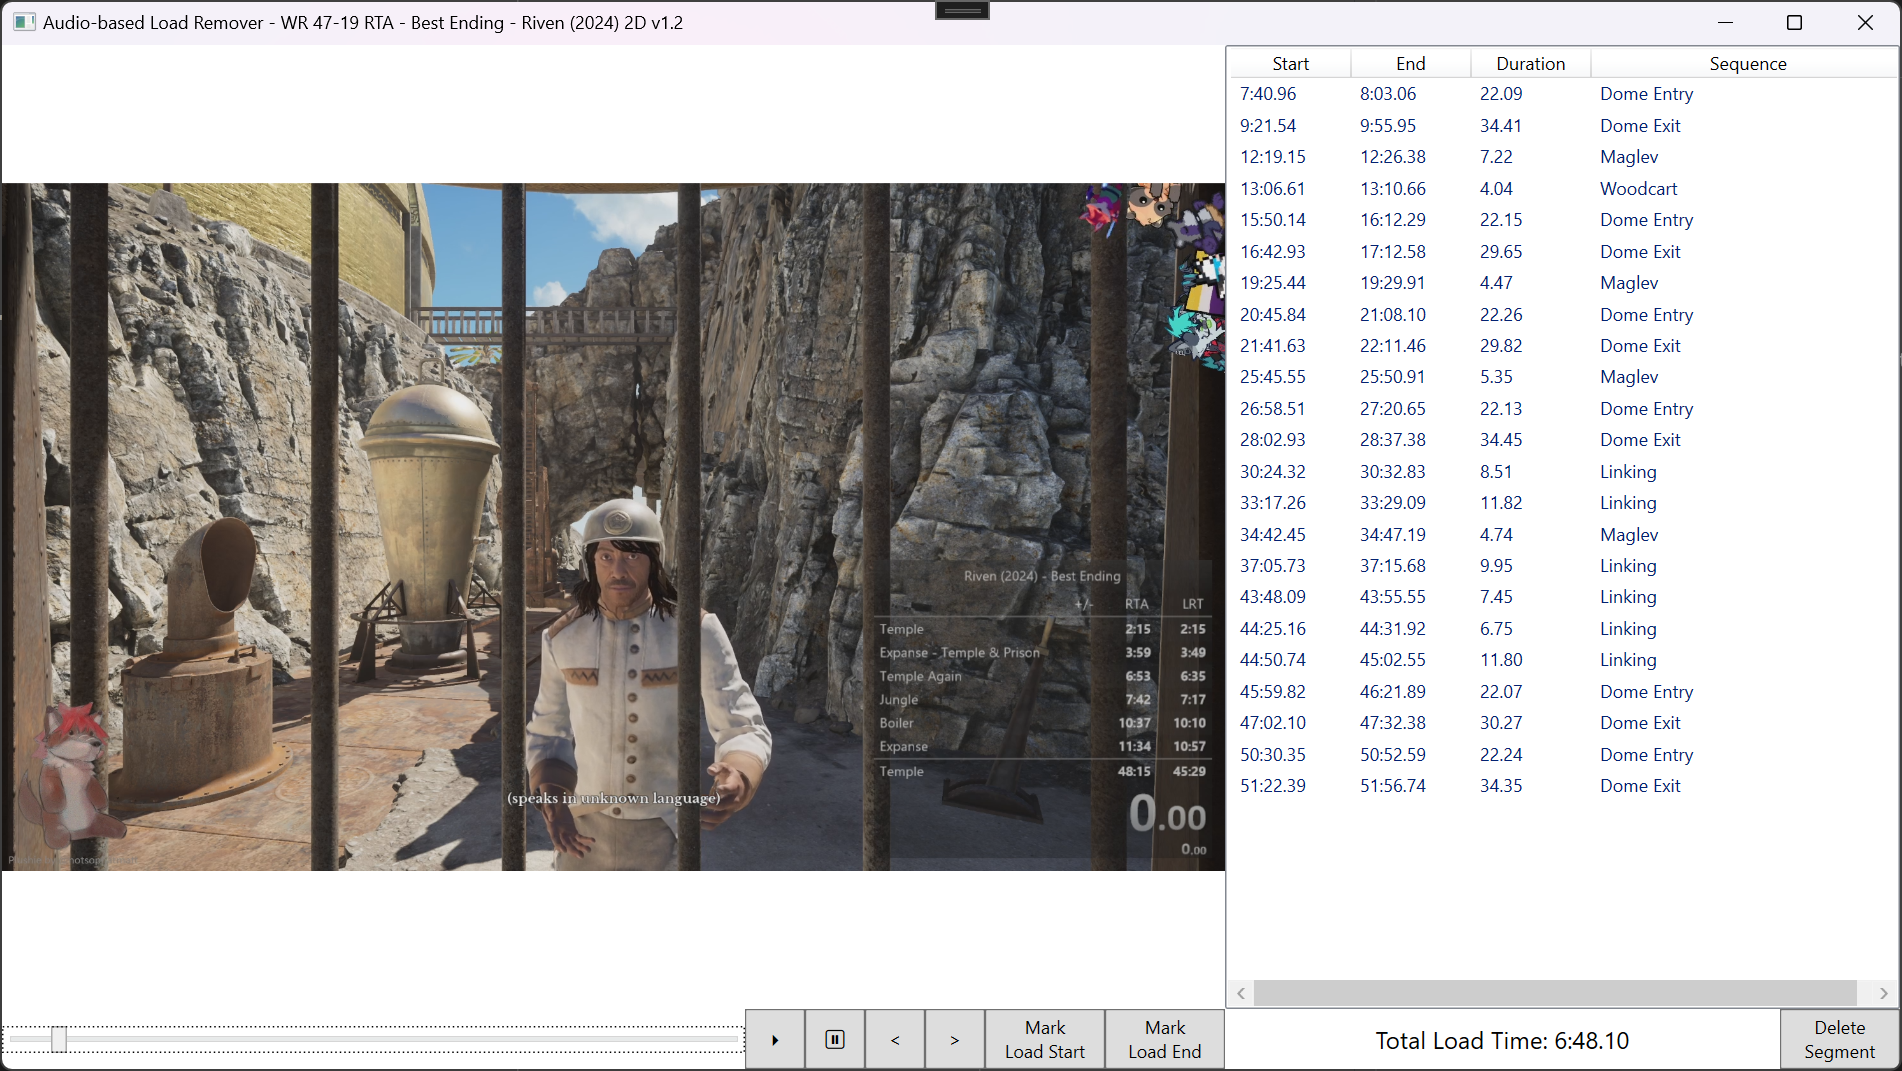 Audio-based Load Remover - WR 47-19 RTA - Best Ending - Riven (2024) 2D v1.2
Start End Duration Sequence
7:40.96 8:03.06 22.09 Dome Entry
9:21.54 9:55.95 34.41 Dome Exit
12:19.15 12:26.38 7.22 Maglev
13:06.61 13:10.66 4.04 Woodcart
15:50.14 16:12.29 22.15 Dome Entry
16:42.93 17:12.58 29.65 Dome Exit
19:25.44 19:29.91 4.47 Maglev
20:45.84 21:08.10 22.26 Dome Entry
21:41.63 22:11.46 29.82 Dome Exit
25:45.55 25:50.91 5.35 Maglev
26:58.51 27:20.65 22.13 Dome Entry
28:02.93 28:37.38 34.45 Dome Exit
30:24.32 30:32.83 8.51 Linking
33:17.26 33:29.09 11.82 Linking
34:42.45 34:47.19 4.74 Maglev
37:05.73 37:15.68 9.95 Linking
43:48.09 43:55.55 7.45 Linking
44:25.16 44:31.92 6.75 Linking
44:50.74 45:02.55 11.80 Linking
45:59.82 46:21.89 22.07 Dome Entry
47:02.10 47:32.38 30.27 Dome Exit
50:30.35 50:52.59 22.24 Dome Entry
51:22.39 51:56.74 34.35 Dome Exit
Riven (2024) - Best Ending
+/- RTA LRT
Temple 2:15 2:15
Expanse - Temple & Prison 3:59 3:49
Temple Again 6:53 6:35
Jungle 7:42 7:17
Boiler 10:37 10:10
Expanse 11:34 10:57
Temple 48:15 45:29
0.00
0.00
(speaks in unknown language)
< >
Mark
Load Start
Mark
Load End
Total Load Time: 6:48.10
Delete
Segment